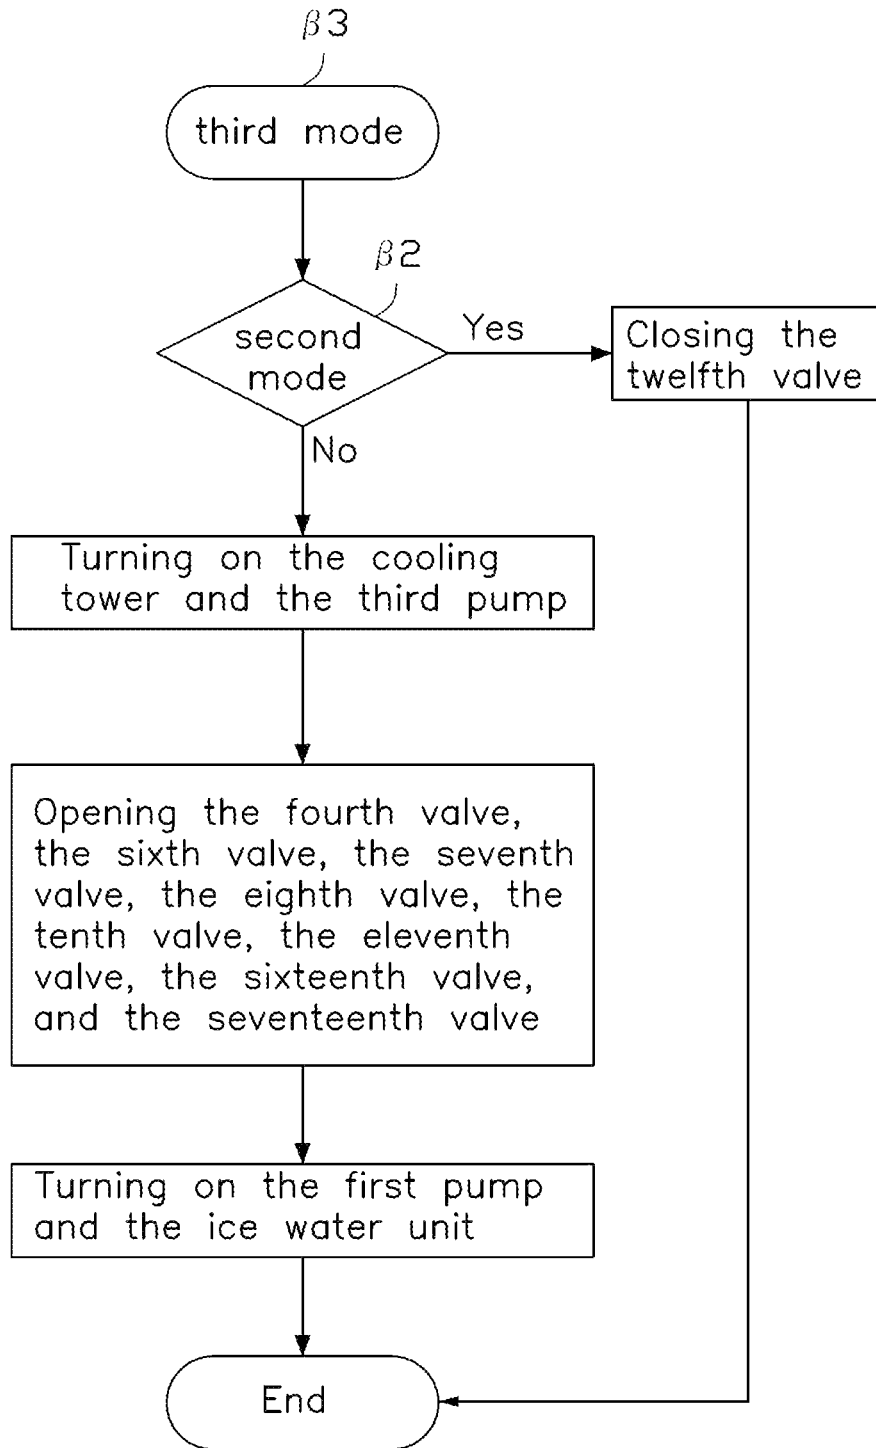 β3
third mode
β2
second
mode
Yes
Closing the
twelfth valve
No
Turning on the cooling
tower and the third pump
Opening the fourth valve,
the sixth valve, the seventh
valve, the eighth valve, the
tenth valve, the eleventh
valve, the sixteenth valve,
and the seventeenth valve
Turning on the first pump
and the ice water unit
End